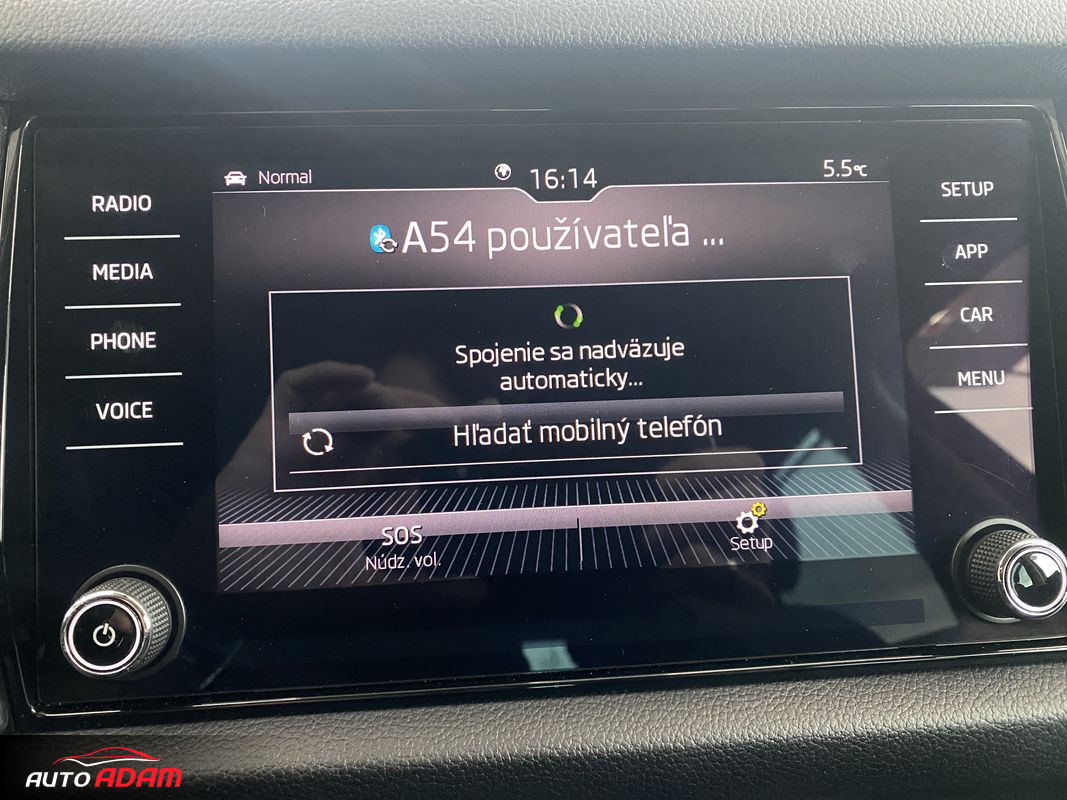 RADIO
MEDIA
PHONE
VOICE
Normal
16:14
5.5°C
A54 používateľa ...
Spojenie sa nadväzuje
automaticky...
Hľadať mobilný telefón
SOS
Núdz. vol.
Setup
SETUP
APP
CAR
MENU
AUTO ADAM